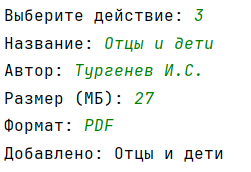 Выберите действие: 3
Название: Отцы и дети
Автор: Тургенев И.С.
Размер (МБ): 27
Формат: PDF
Добавлено: Отцы и дети